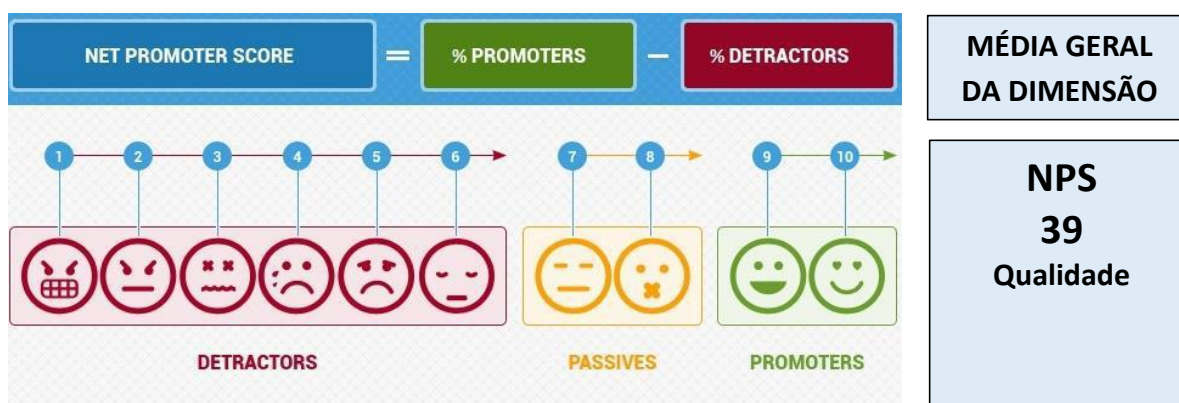 NET PROMOTER SCORE = % PROMOTERS – % DETRACTORS
1 2 3 4 5 6 7 8 9 10
DETRACTORS PASSIVES PROMOTERS
MÉDIA GERAL
DA DIMENSÃO
NPS
39
Qualidade